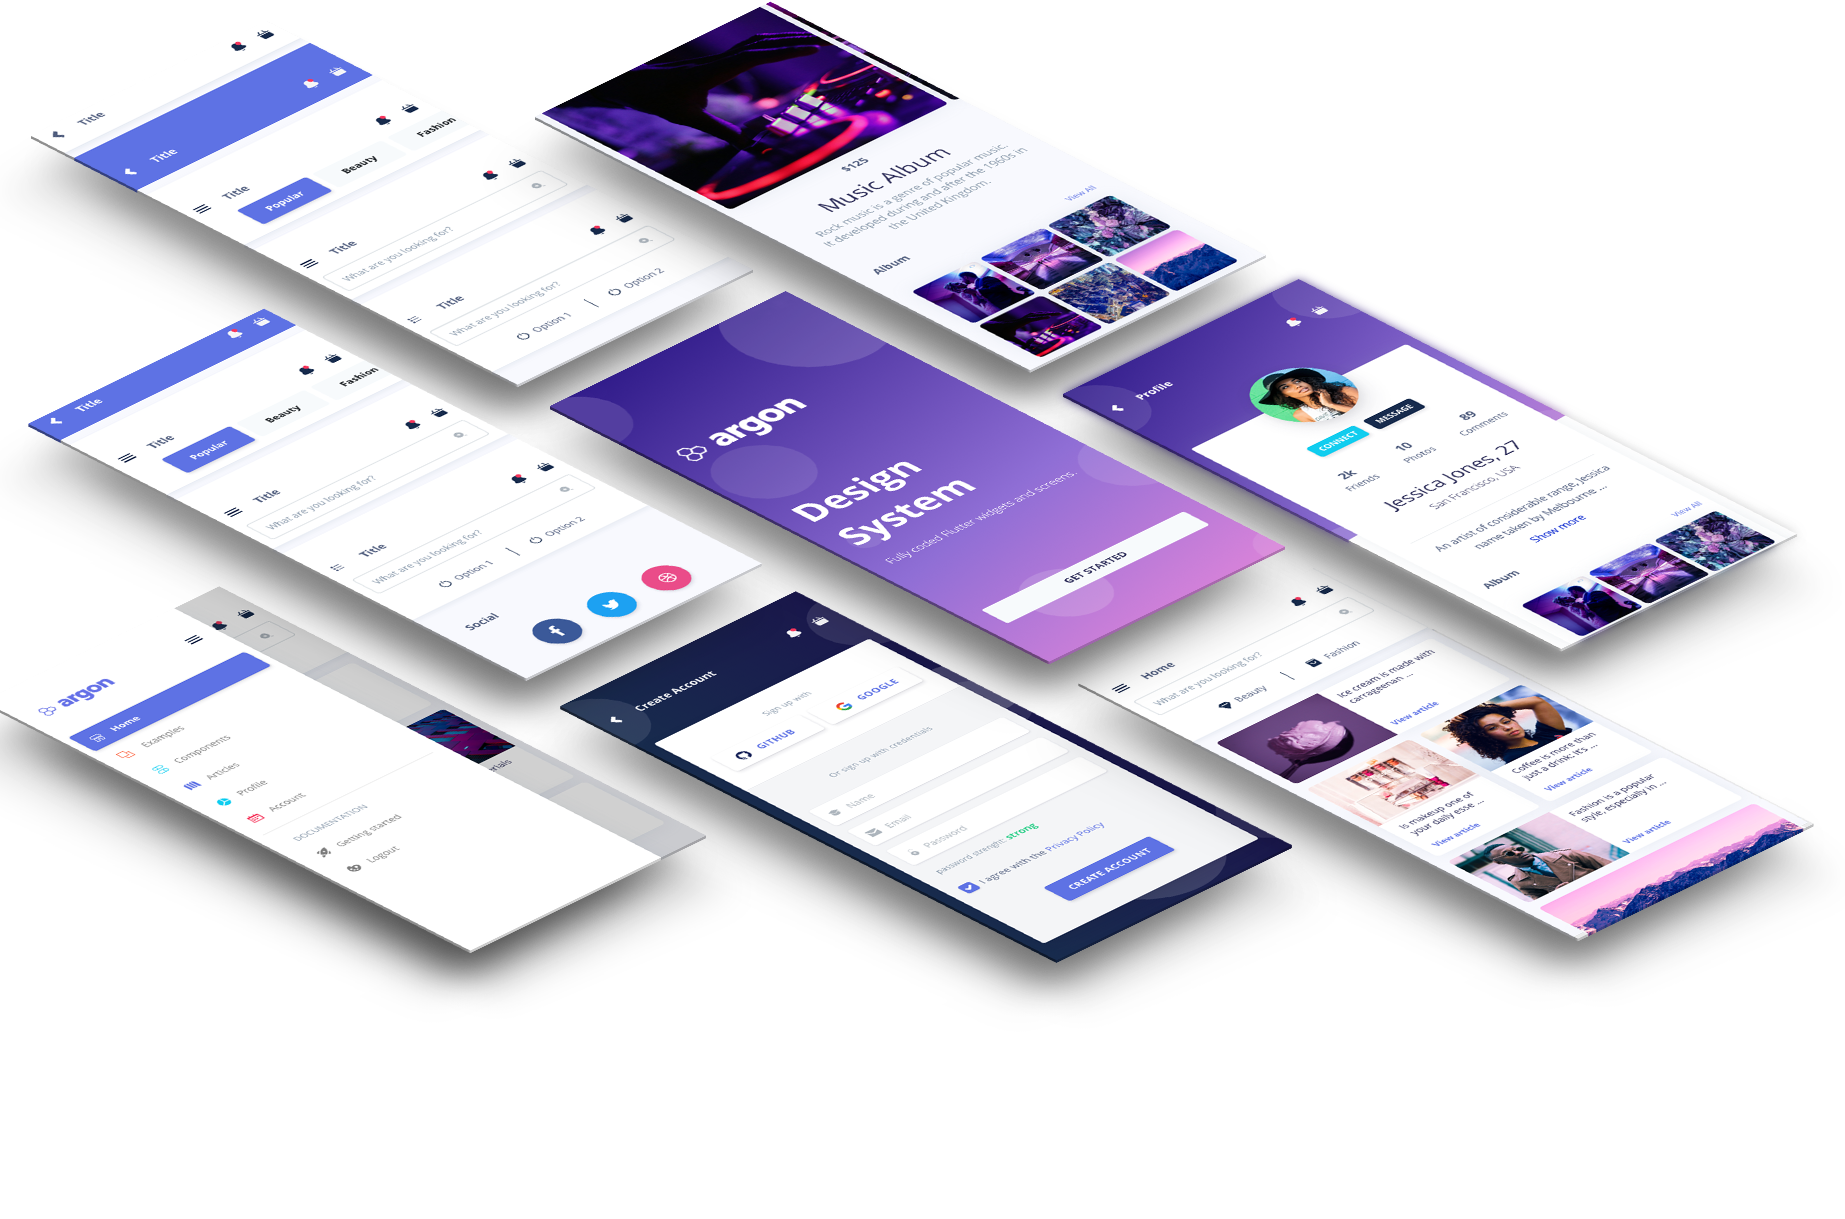 Title
Title
Title
Popular
Beauty
Fashion
Title
What are you looking for?
Title
What are you looking for?
Option 1
Option 2
$125
Music Album
Rock music is a genre of popular music.
It developed during and after the 1960s in
the United Kingdom.
Album
View All
Title
Title
Popular
Beauty
Fashion
Title
What are you looking for?
Title
What are you looking for?
Option 1
Option 2
Social
argon
Design
System
Fully coded Flutter widgets and screens.
GET STARTED
Profile
CONNECT
MESSAGE
2k
Friends
10
Photos
89
Comments
Jessica Jones, 27
San Francisco, USA
An artist of considerable range, Jessica
name taken by Melbourne ...
Show more
Album
View All
argon
Home
Examples
Components
Articles
Profile
Account
DOCUMENTATION
Getting started
Logout
Create Account
Sign up with
GITHUB
GOOGLE
Or sign up with credentials
Name
Email
Password
password strenght: strong
I agree with the Privacy Policy
CREATE ACCOUNT
Home
What are you looking for?
Beauty
Fashion
Ice cream is made with
carrageenan ...
View article
Coffee is more than
just a drink: It's ...
View article
Is makeup one of
your daily esse ...
View article
Fashion is a popular
style, especially in ...
View article